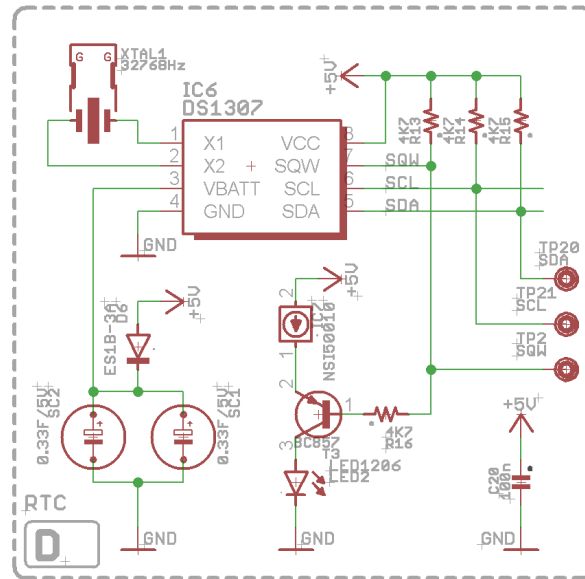 XTAL1
32768Hz
G G
IC6
DS1307
+5V
4K7
R13
4K7
R14
4K7
R15
1 X1 VCC 8
2 X2 SQW 7 SQW
3 VBATT SCL 6 SCL
4 GND SDA 5 SDA
GND
TP20
SDA
TP21
SCL
TP2
SQW
+5V
ES1B-3A
D6
+5V
2
1
NSI50010
2
1
3
BC857
T3
4K7
R16
0.33F/5V
SC2
0.33F/5V
SC1
LED1206
LED2
+5V
C20
100n
RTC
D
GND
GND
GND